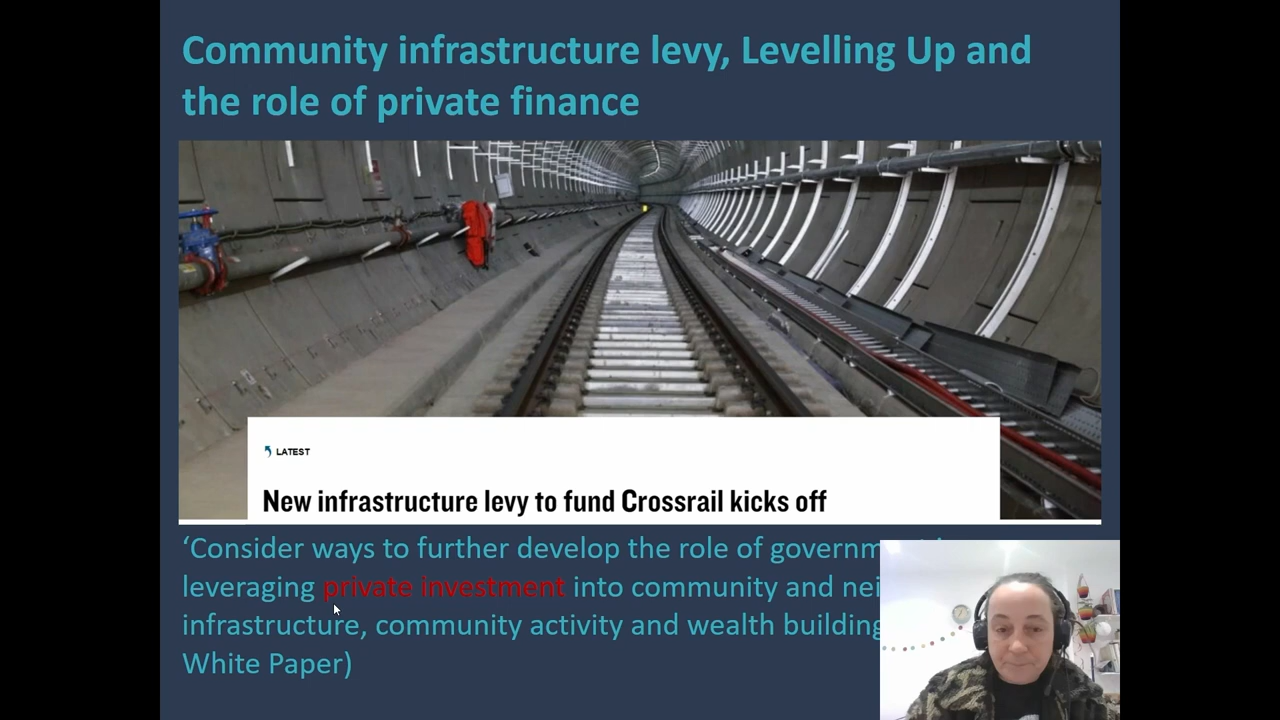 Community infrastructure levy, Levelling Up and
the role of private finance
LATEST
New infrastructure levy to fund Crossrail kicks off
‘Consider ways to further develop the role of
leveraging private investment into community and
infrastructure, community activity and wealth building
White Paper)